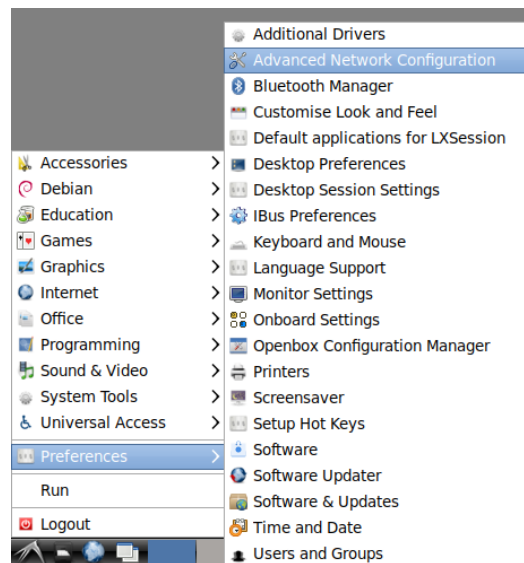 Accessories
Debian
Education
Games
Graphics
Internet
Office
Programming
Sound & Video
System Tools
Universal Access
Preferences
Run
Logout
Additional Drivers
Advanced Network Configuration
Bluetooth Manager
Customise Look and Feel
Default applications for LXSession
Desktop Preferences
Desktop Session Settings
IBus Preferences
Keyboard and Mouse
Language Support
Monitor Settings
Onboard Settings
Openbox Configuration Manager
Printers
Screensaver
Setup Hot Keys
Software
Software Updater
Software & Updates
Time and Date
Users and Groups